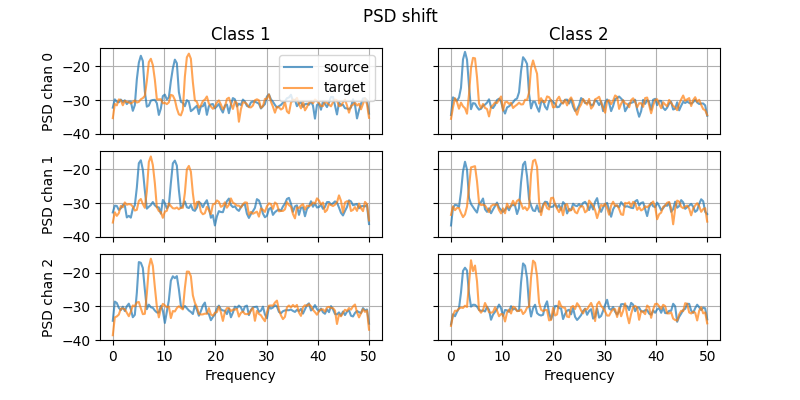 PSD shift
Class 1
Class 2
PSD chan 0
−20
−30
−40
source
target
PSD chan 1
−20
−30
−40
PSD chan 2
−20
−30
−40
0 10 20 30 40 50
0 10 20 30 40 50
Frequency
Frequency